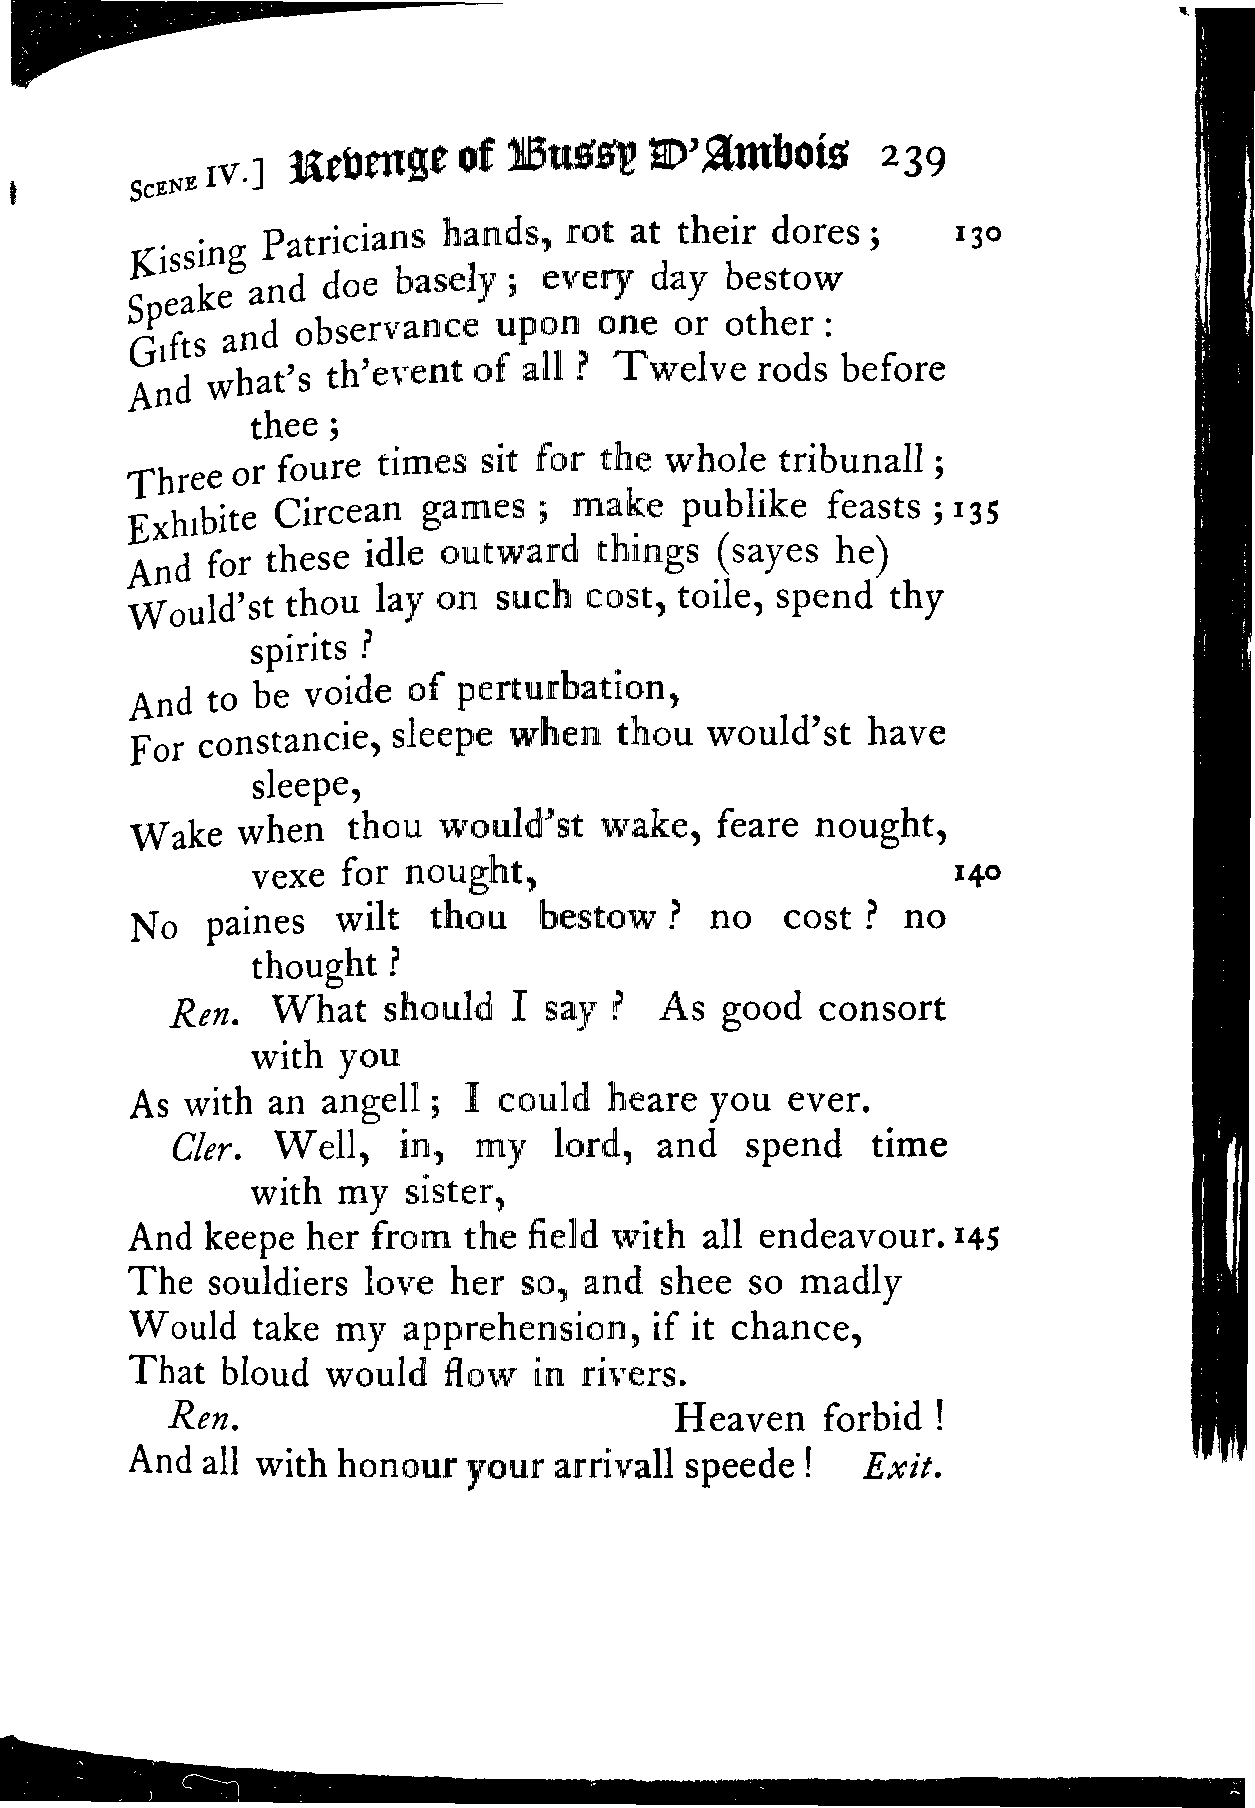 SCENE IV.] Revenge of Bussy D'Ambois 239
Kissing Patricians hands, rot at their dores; 130
Speake and doe basely; every day bestow
Gifts and observance upon one or other:
And what's th'event of all? Twelve rods before
thee;
Three or foure times sit for the whole tribunall;
Exhibite Circean games; make publike feasts; 135
And for these idle outward things (sayes he)
Would'st thou lay on such cost, toile, spend thy
spirits?
And to be voide of perturbation,
For constancie, sleepe when thou would'st have
sleepe,
Wake when thou would'st wake, feare nought,
vexe for nought, 140
No paines wilt thou bestow? no cost? no
thought?
Ren. What should I say? As good consort
with you
As with an angell; I could heare you ever.
Cler. Well, in, my lord, and spend time
with my sister,
And keepe her from the field with all endeavour. 145
The souldiers love her so, and shee so madly
Would take my apprehension, if it chance,
That bloud would flow in rivers.
Ren. Heaven forbid!
And all with honour your arrivall speede! Exit.